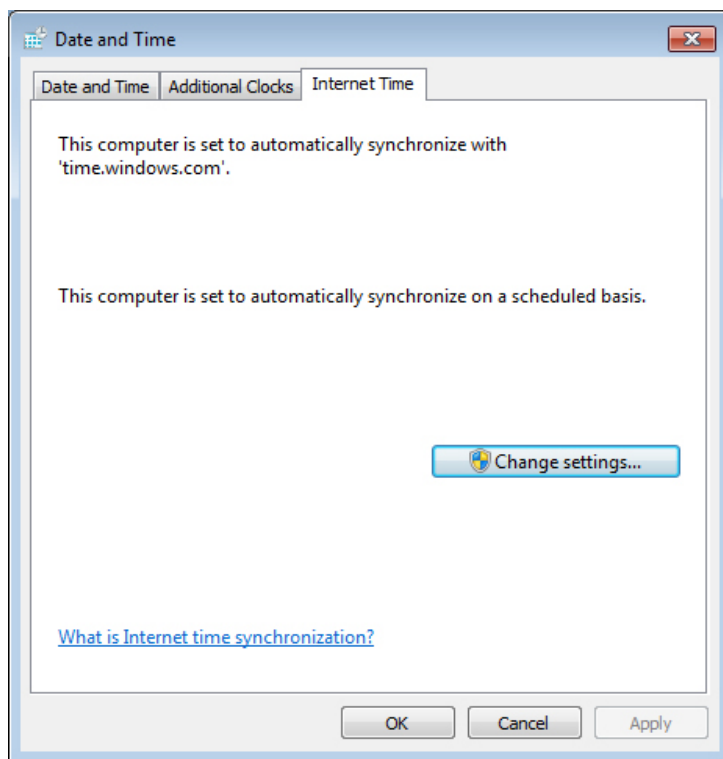 Date and Time
Date and Time
Additional Clocks
Internet Time
This computer is set to automatically synchronize with
'time.windows.com'.
This computer is set to automatically synchronize on a scheduled basis.
Change settings...
What is Internet time synchronization?
OK
Cancel
Apply